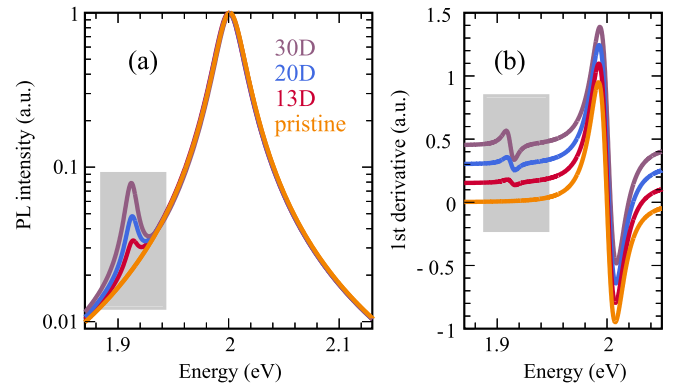 1
0.1
0.01
PL intensity (a.u.)
(a)
30D
20D
13D
pristine
1.9
2
2.1
Energy (eV)
1.5
1
0.5
0
- 0.5
-1
1st derivative (a.u.)
(b)
1.9
2
Energy (eV)